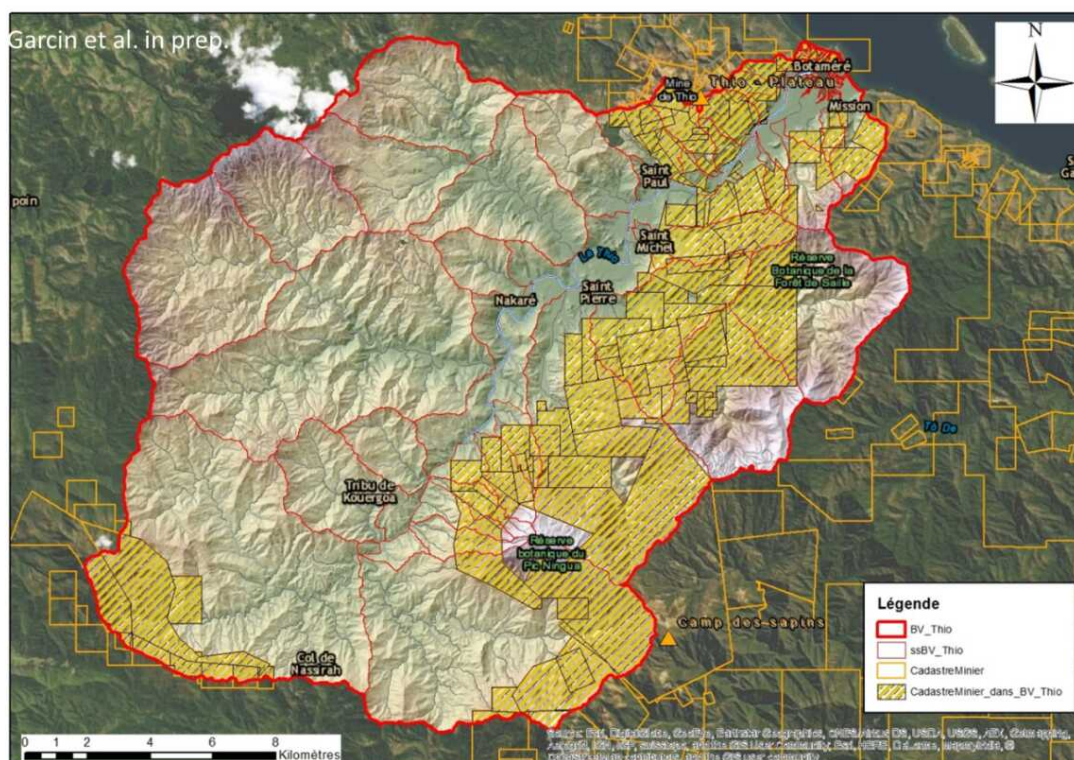 Garcin et al. in prep.
N
Botaméré
Thio - Plateau
Mine
de Thio
Mission
poin
Saint
Paul
Saint
Michel
La Thio
Réserve
Botanique de la
Forêt de Saille
Nakaré
Saint
Pierre
Tribu de
Kouergoa
Réserve
botanique du
Pic Ningua
Camp des sapins
Col de
Nassirah
Légende
BV_Thio
ssBV_Thio
CadastreMinier
CadastreMinier_dans_BV_Thio
0 1 2 4 6 8
Kilomètres